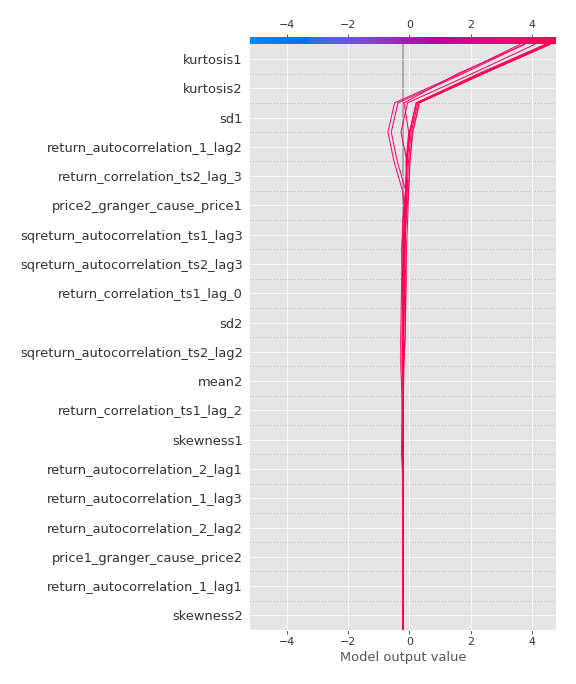 −4 −2 0 2 4
kurtosis1
kurtosis2
sd1
return_autocorrelation_1_lag2
return_correlation_ts2_lag_3
price2_granger_cause_price1
sqreturn_autocorrelation_ts1_lag3
sqreturn_autocorrelation_ts2_lag3
return_correlation_ts1_lag_0
sd2
sqreturn_autocorrelation_ts2_lag2
mean2
return_correlation_ts1_lag_2
skewness1
return_autocorrelation_2_lag1
return_autocorrelation_1_lag3
return_autocorrelation_2_lag2
price1_granger_cause_price2
return_autocorrelation_1_lag1
skewness2
−4 −2 0 2 4
Model output value